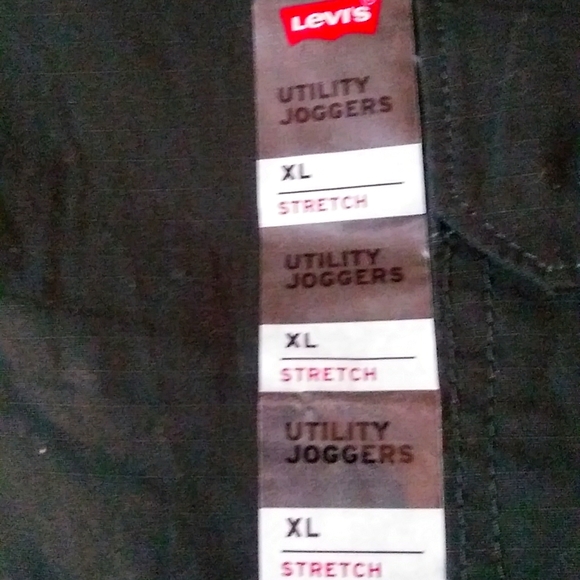 Levi's
UTILITY
JOGGERS
XL
STRETCH
UTILITY
JOGGERS
XL
STRETCH
UTILITY
JOGGERS
XL
STRETCH